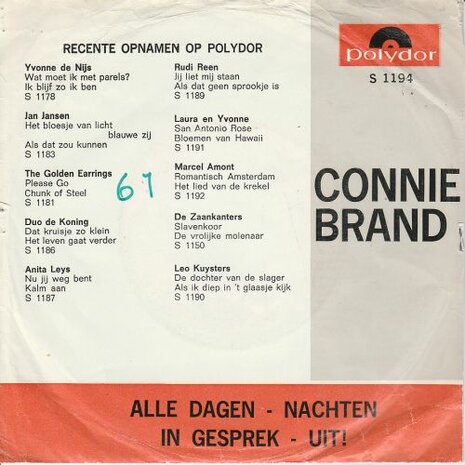 RECENTE OPNAMEN OP POLYDOR
Yvonne de Nijs
Wat moet ik met parels?
Ik blijf zo ik ben
S 1178
Jan Jansen
Het bloesje van licht
blauwe zij
Als dat zou kunnen
S 1183
The Golden Earrings
Please Go
Chunk of Steel
S 1181
Duo de Koning
Dat kruisje zo klein
Het leven gaat verder
S 1186
Anita Leys
Nu jij weg bent
Kalm aan
S 1187
61
Rudi Reen
Jij liet mij staan
Als dat geen sprookje is
S 1189
Laura en Yvonne
San Antonio Rose
Bloemen van Hawaii
S 1191
Marcel Amont
Romantisch Amsterdam
Het lied van de krekel
S 1192
De Zaankanters
Slavenkoor
De vrolijke molenaar
S 1150
Leo Kuysters
De dochter van de slager
Als ik diep in 't glaasje kijk
S 1190
Polydor
S 1194
CONNIE
BRAND
ALLE DAGEN - NACHTEN
IN GESPREK - UIT!